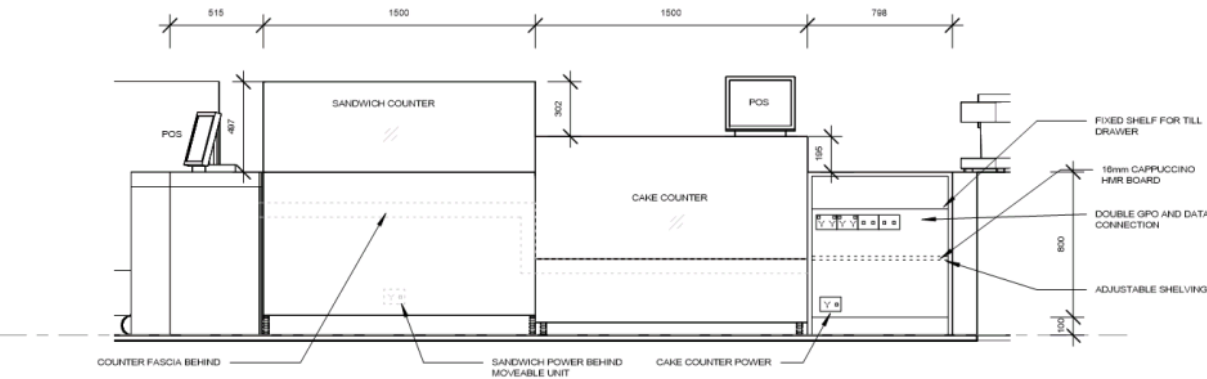 515
1500
1500
798
SANDWICH COUNTER
302
POS
POS
497
FIXED SHELF FOR TILL
DRAWER
195
16mm CAPPUCCINO
HMR BOARD
CAKE COUNTER
DOUBLE GPO AND DATA
CONNECTION
800
ADJUSTABLE SHELVING
100
COUNTER FASCIA BEHIND
SANDWICH POWER BEHIND
MOVEABLE UNIT
CAKE COUNTER POWER